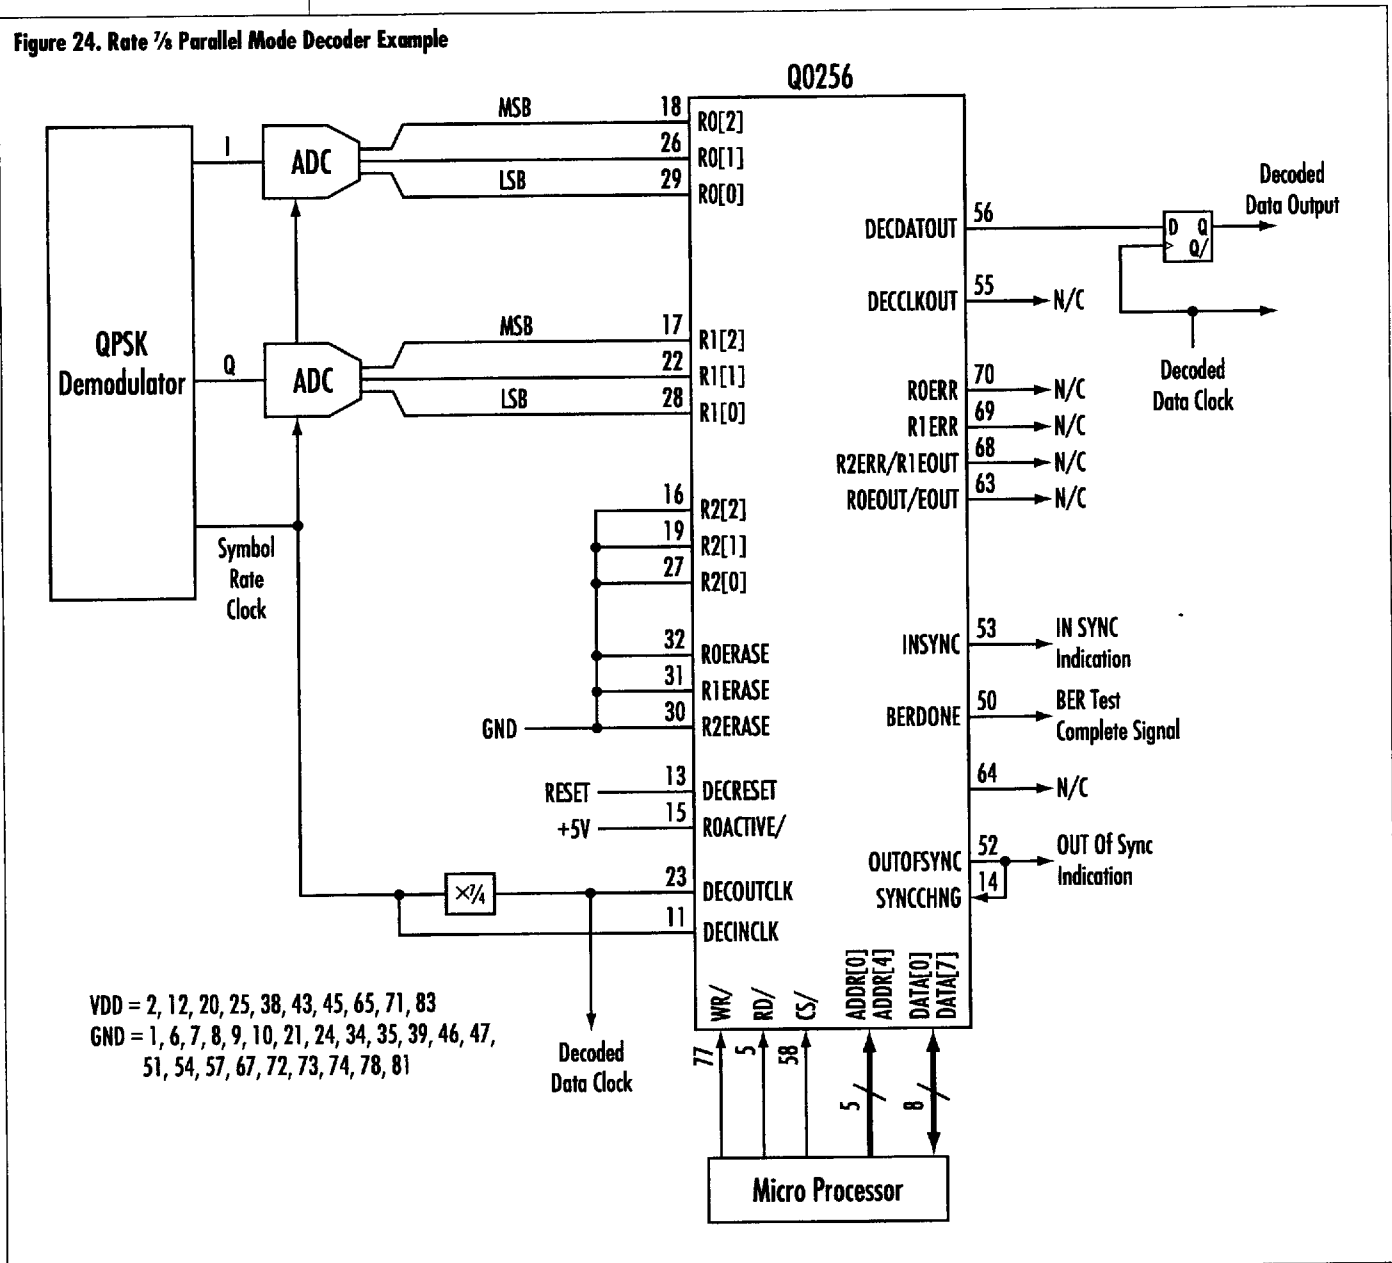 Figure 24. Rate ⅞ Parallel Mode Decoder Example
Q0256
QPSK
Demodulator
I
ADC
MSB
LSB
18
26
29
R0[2]
R0[1]
R0[0]
Q
ADC
MSB
LSB
17
22
28
R1[2]
R1[1]
R1[0]
Symbol
Rate
Clock
16
19
27
R2[2]
R2[1]
R2[0]
32
31
30
R0ERASE
R1ERASE
R2ERASE
GND
RESET
13
DECRESET
+5V
15
R0ACTIVE/
×7/4
23
DECOUTCLK
11
DECINCLK
Decoded
Data Clock
DECDATOUT
56
D Q
Q/
Decoded
Data Output
DECCLKOUT
55
N/C
Decoded
Data Clock
R0ERR
70
N/C
R1ERR
69
N/C
R2ERR/R1EOUT
68
N/C
R0EOUT/EOUT
63
N/C
INSYNC
53
IN SYNC
Indication
BERDONE
50
BER Test
Complete Signal
64
N/C
OUTOFSYNC
52
OUT Of Sync
Indication
SYNCCHNG
14
WR/
RD/
CS/
ADDR[0]
ADDR[4]
DATA[0]
DATA[7]
77
5
58
5
8
Micro Processor
VDD = 2, 12, 20, 25, 38, 43, 45, 65, 71, 83
GND = 1, 6, 7, 8, 9, 10, 21, 24, 34, 35, 39, 46, 47,
51, 54, 57, 67, 72, 73, 74, 78, 81